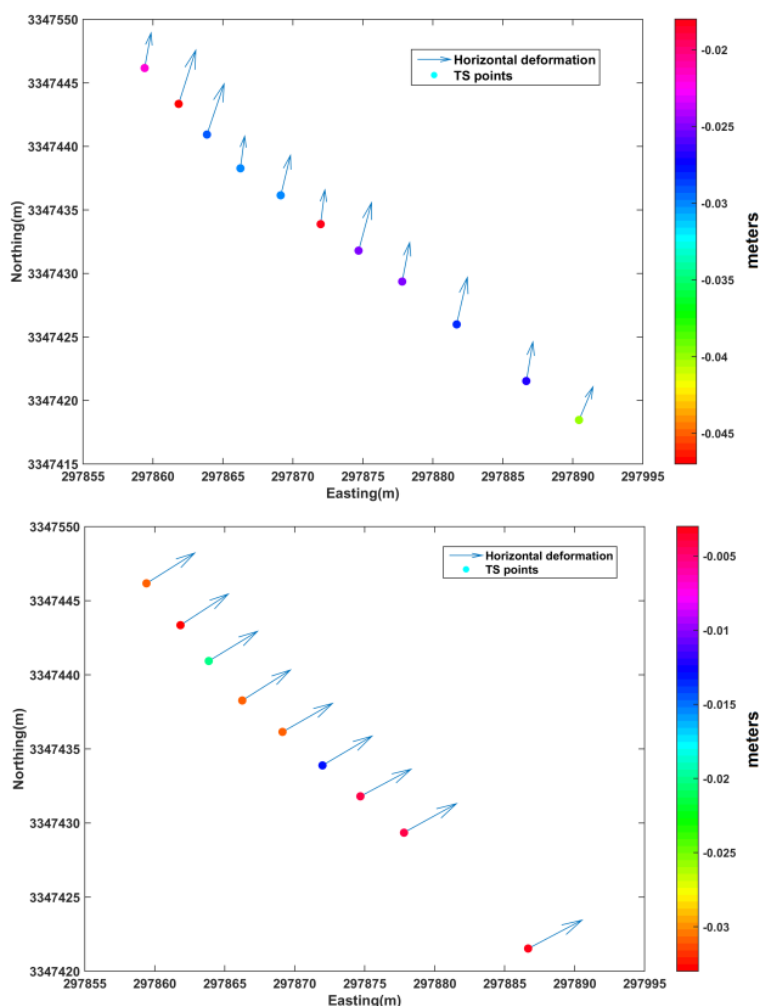 3347550
3347445
3347440
3347435
3347430
3347425
3347420
3347415
Northing(m)
297855 297860 297865 297870 297875 297880 297885 297890 297995
Easting(m)
Horizontal deformation
TS points
-0.02
-0.025
-0.03
-0.035
-0.04
-0.045
meters
3347550
3347445
3347440
3347435
3347430
3347425
3347420
Northing(m)
297855 297860 297865 297870 297875 297880 297885 297890 297995
Easting(m)
Horizontal deformation
TS points
-0.005
-0.01
-0.015
-0.02
-0.025
-0.03
meters